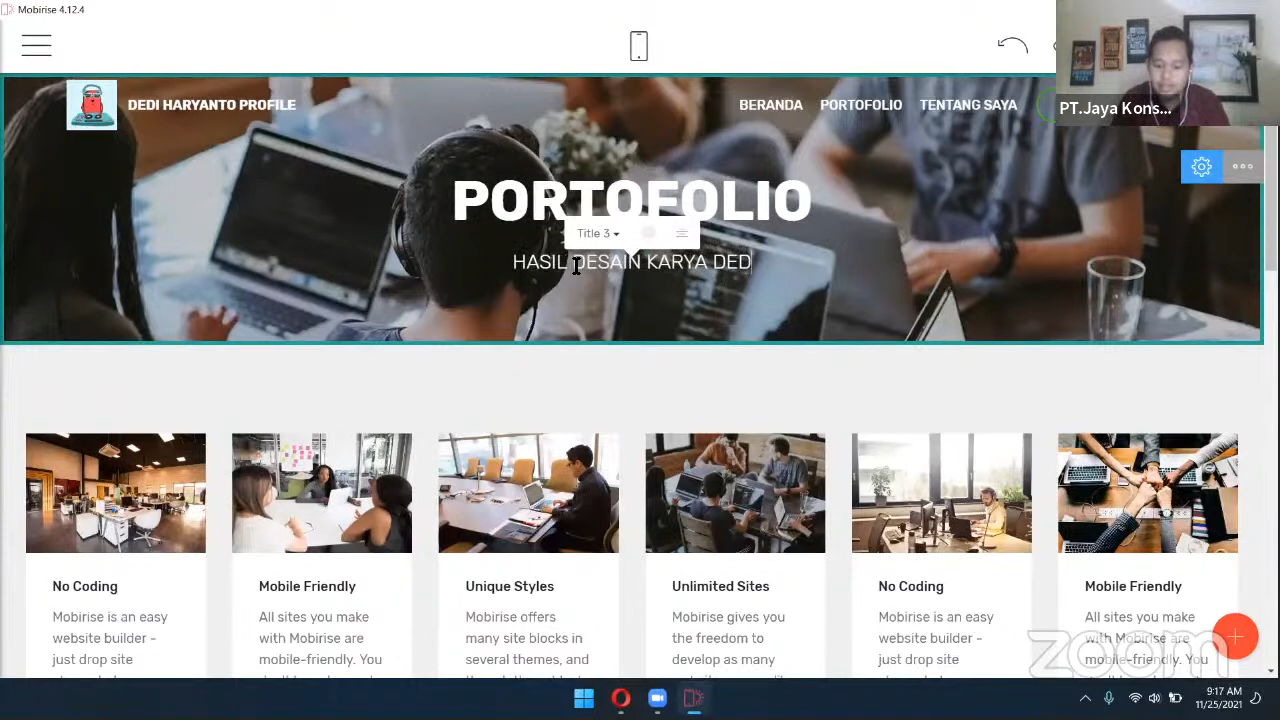 Mobirise 4.12.4
PT.Jaya Kons...
DEDI HARYANTO PROFILE
BERANDA PORTOFOLIO TENTANG SAYA
PORTOFOLIO
Title 3
HASIL DESAIN KARYA DED
No Coding
Mobirise is an easy
website builder -
just drop site
Mobile Friendly
All sites you make
with Mobirise are
mobile-friendly. You
Unique Styles
Mobirise offers
many site blocks in
several themes, and
Unlimited Sites
Mobirise gives you
the freedom to
develop as many
No Coding
Mobirise is an easy
website builder -
just drop site
Mobile Friendly
All sites you make
with Mobirise are
mobile-friendly. You
zoom
9:17 AM
11/25/2021